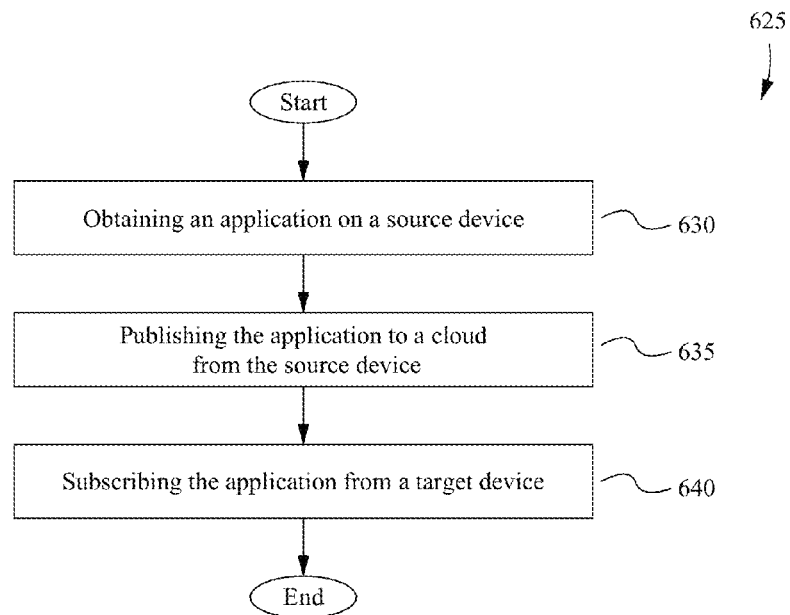 625
Start
Obtaining an application on a source device
630
Publishing the application to a cloud
from the source device
635
Subscribing the application from a target device
640
End